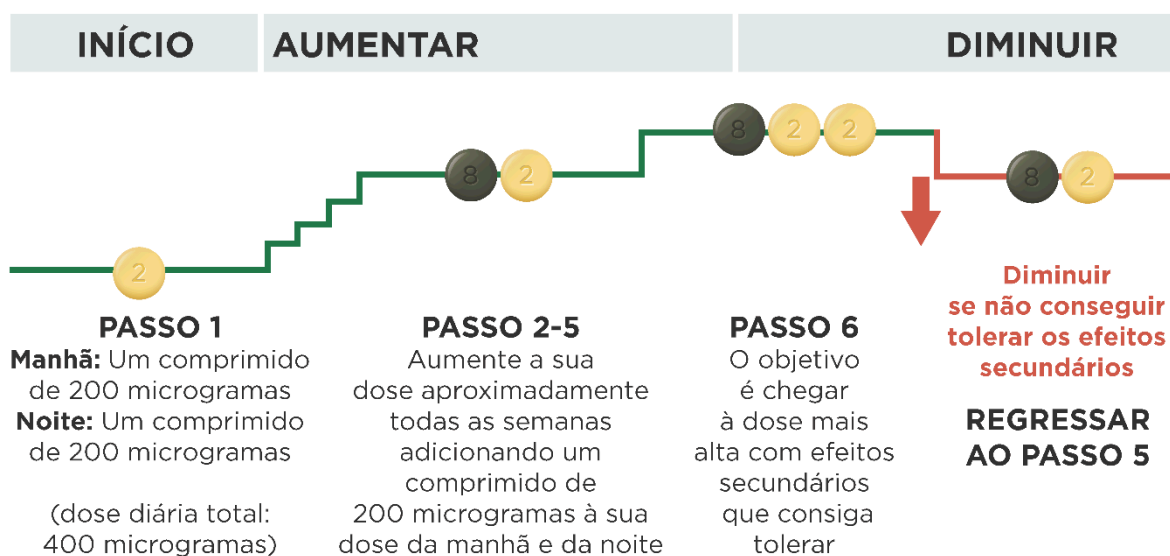 INÍCIO
AUMENTAR
DIMINUIR
2
8 2
8 2 2
8 2
PASSO 1
Manhã: Um comprimido
de 200 microgramas
Noite: Um comprimido
de 200 microgramas
(dose diária total:
400 microgramas)
PASSO 2-5
Aumente a sua
dose aproximadamente
todas as semanas
adicionando um
comprimido de
200 microgramas à sua
dose da manhã e da noite
PASSO 6
O objetivo
é chegar
à dose mais
alta com efeitos
secundários
que consiga
tolerar
Diminuir
se não conseguir
tolerar os efeitos
secundários
REGRESSAR
AO PASSO 5